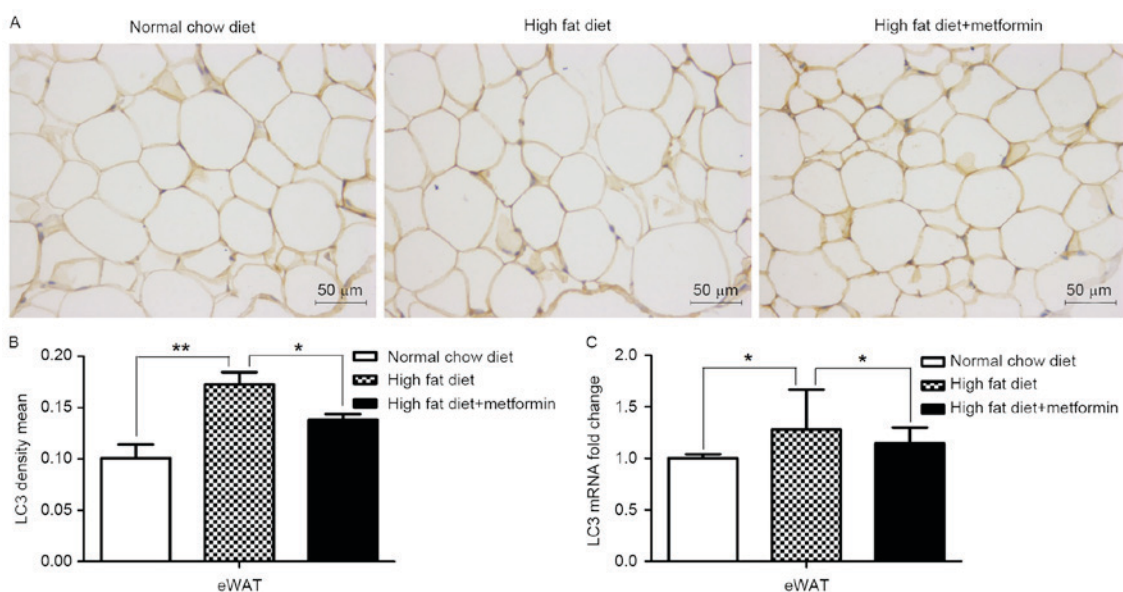 A
Normal chow diet
High fat diet
High fat diet+metformin
50 μm
50 μm
50 μm
B
LC3 density mean
0.20
0.15
0.10
0.05
0.00
**
*
Normal chow diet
High fat diet
High fat diet+metformin
eWAT
C
LC3 mRNA fold change
2.0
1.5
1.0
0.5
0.0
*
*
Normal chow diet
High fat diet
High fat diet+metformin
eWAT